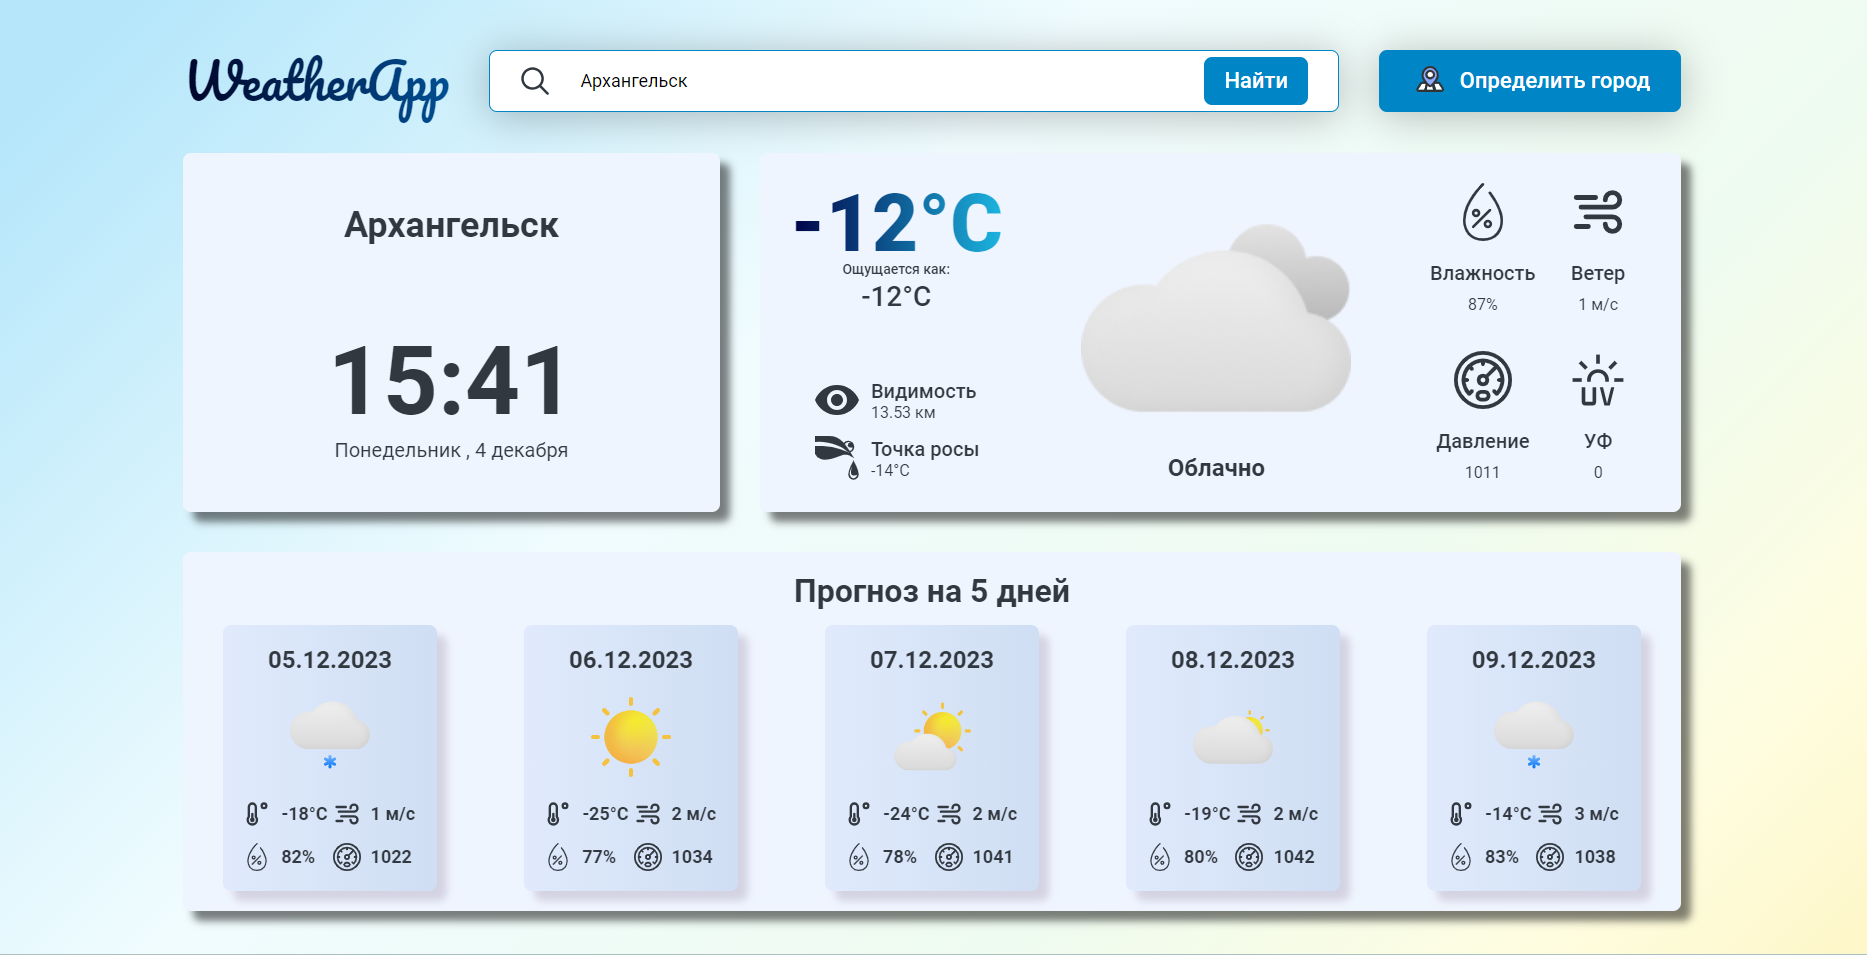 WeatherApp
Архангельск
Найти
Определить город
Архангельск
15:41
Понедельник , 4 декабря
-12°C
Ощущается как:
-12°C
Видимость
13.53 км
Точка росы
-14°C
Облачно
Влажность
87%
Ветер
1 м/с
Давление
1011
UV
УФ
0
Прогноз на 5 дней
05.12.2023
-18°C 1 м/с
82% 1022
06.12.2023
-25°C 2 м/с
77% 1034
07.12.2023
-24°C 2 м/с
78% 1041
08.12.2023
-19°C 2 м/с
80% 1042
09.12.2023
-14°C 3 м/с
83% 1038